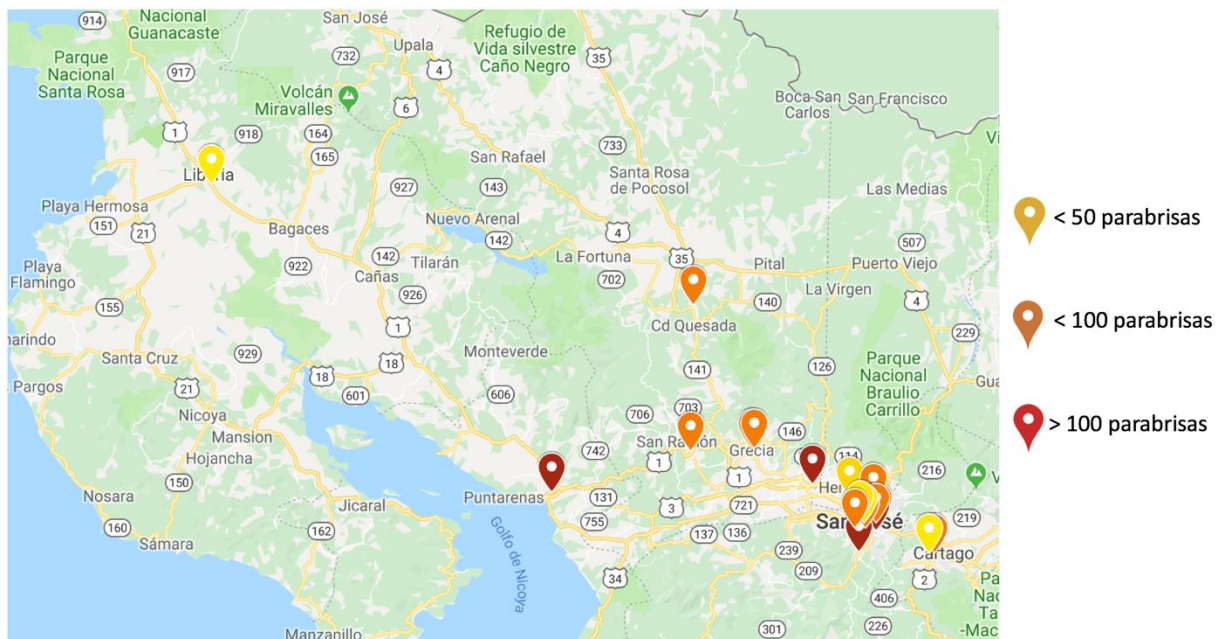 914
Nacional
Guanacaste
San José
732
Upala
4
Refugio de
Vida silvestre
Caño Negro
35
Parque
Nacional
Santa Rosa
917
Volcán
Miravalles
6
Boca San
Carlos
San Francisco
1
918
164
165
733
San Rafael
Santa Rosa
de Pocosol
927
143
Las Medias
Playa Hermosa
151
21
Bagaces
Nuevo Arenal
142
4
507
La Fortuna
35
Pital
Puerto Viejo
922
142
Tilarán
702
Playa
Flamingo
Cañas
926
140
La Virgen
4
155
1
Cd Quesada
229
Santa Cruz
929
18
Monteverde
141
126
Parque
Nacional
Braulio
Carrillo
21
18
601
606
Nicoya
Mansion
706
703
146
San Ramón
Grecia
742
1
114
216
Hojancha
150
Puntarenas
131
1
Nosara
Jicaral
3
721
160
755
San José
219
Sámara
162
137
136
Cartago
Golfo de
Nicoya
239
209
2
34
406
Manzanillo
301
226
-Mac
< 50 parabrisas
< 100 parabrisas
> 100 parabrisas